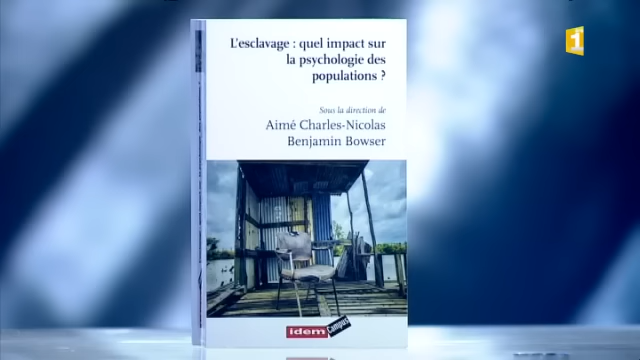 L'esclavage : quel impact sur
la psychologie des
populations ?
Sous la direction de
Aimé Charles-Nicolas
Benjamin Bowser
idem
Campus
1